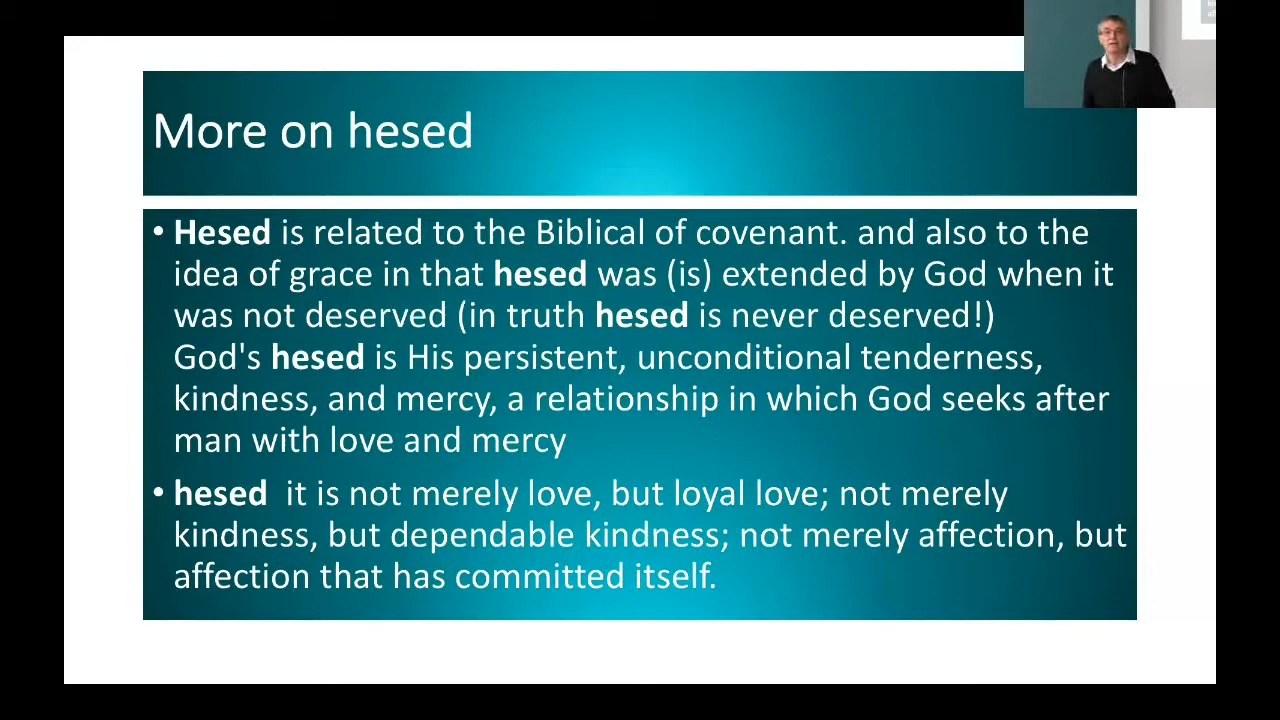 More on hesed
• Hesed is related to the Biblical of covenant. and also to the
idea of grace in that hesed was (is) extended by God when it
was not deserved (in truth hesed is never deserved!)
God's hesed is His persistent, unconditional tenderness,
kindness, and mercy, a relationship in which God seeks after
man with love and mercy
• hesed  it is not merely love, but loyal love; not merely
kindness, but dependable kindness; not merely affection, but
affection that has committed itself.